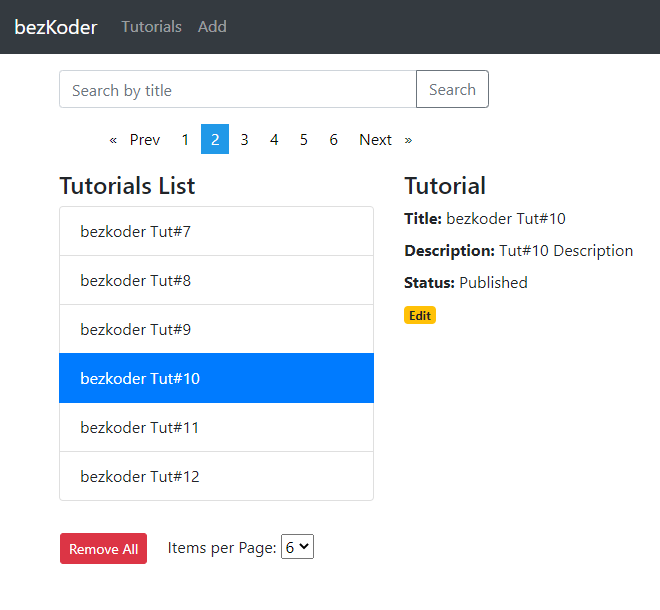 bezKoder Tutorials Add
Search by title Search
« Prev 1 2 3 4 5 6 Next »
Tutorials List
bezkoder Tut#7
bezkoder Tut#8
bezkoder Tut#9
bezkoder Tut#10
bezkoder Tut#11
bezkoder Tut#12
Tutorial
Title: bezkoder Tut#10
Description: Tut#10 Description
Status: Published
Edit
Remove All Items per Page: 6